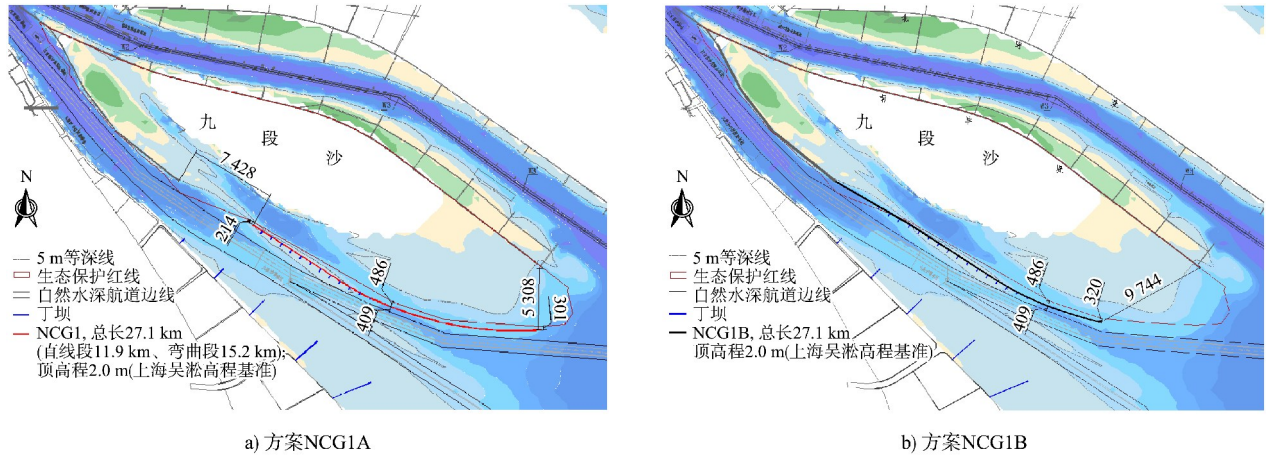 九
段
沙
7 428
214
486
409
5 308
301
N
5 m等深线
生态保护红线
自然水深航道边线
丁坝
NCG1, 总长27.1 km
(直线段11.9 km、弯曲段15.2 km);
顶高程2.0 m(上海吴淞高程基准)
a) 方案NCG1A
九
段
沙
486
409
320
9 744
N
5 m等深线
生态保护红线
自然水深航道边线
丁坝
NCG1B, 总长27.1 km
顶高程2.0 m(上海吴淞高程基准)
b) 方案NCG1B